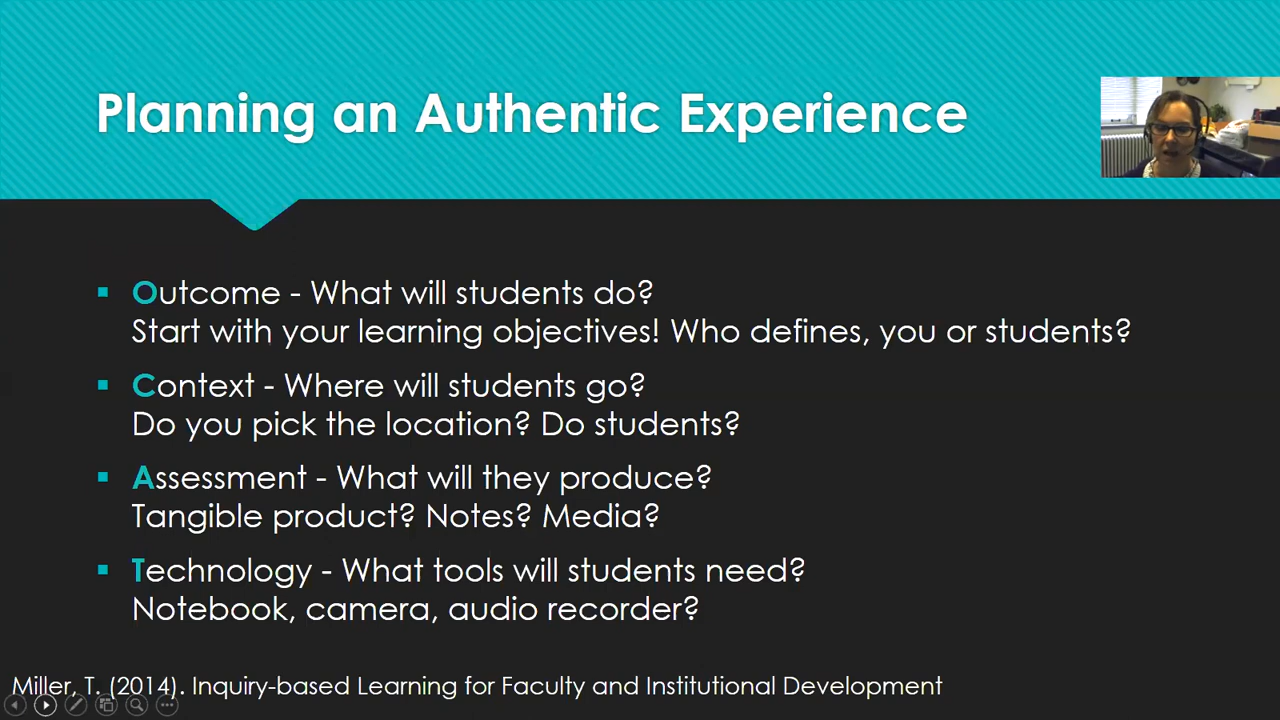 Planning an Authentic Experience
Outcome - What will students do?
Start with your learning objectives! Who defines, you or students?
Context - Where will students go?
Do you pick the location? Do students?
Assessment - What will they produce?
Tangible product? Notes? Media?
Technology - What tools will students need?
Notebook, camera, audio recorder?
Miller, T. (2014). Inquiry-based Learning for Faculty and Institutional Development